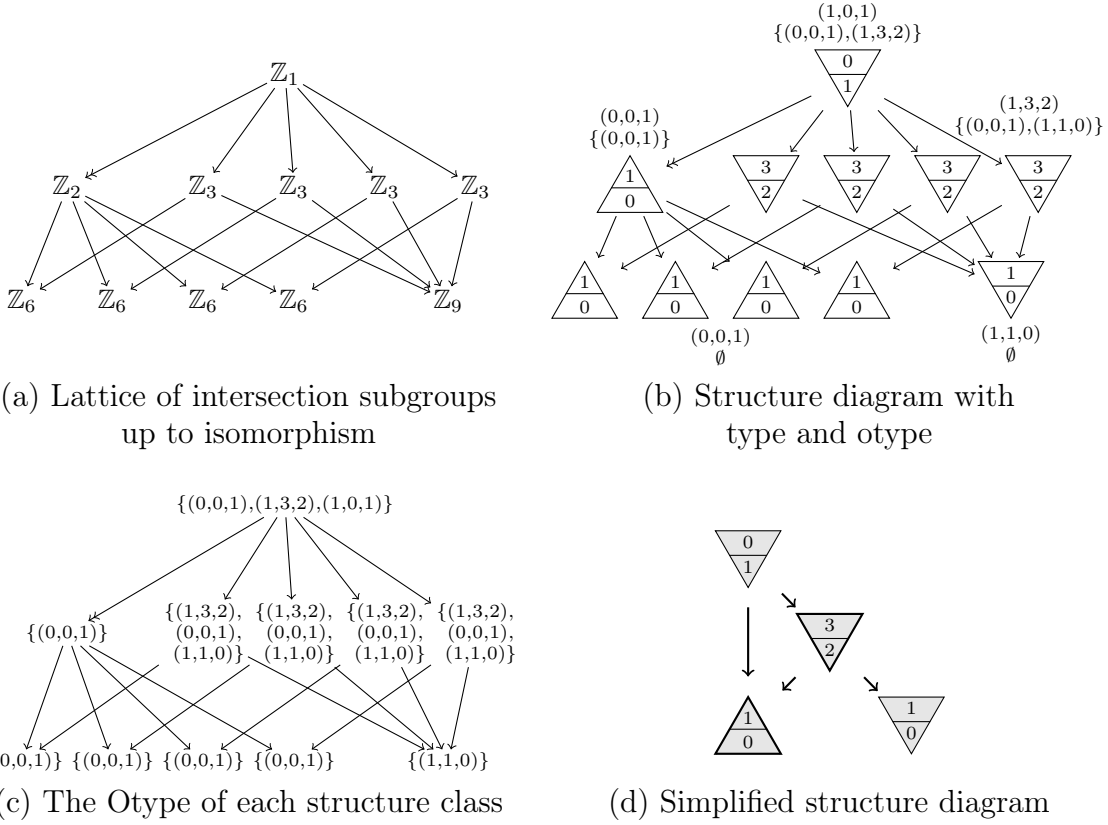 ℤ₁
ℤ₂ ℤ₃ ℤ₃ ℤ₃ ℤ₃
ℤ₆ ℤ₆ ℤ₆ ℤ₆ ℤ₉
(a) Lattice of intersection subgroups
up to isomorphism
(1,0,1)
{(0,0,1),(1,3,2)}
0
1
(0,0,1)
{(0,0,1)}
(1,3,2)
{(0,0,1),(1,1,0)}
1 3 3 3 3
0 2 2 2 2
1 1 1 1 1
0 0 0 0 0
(0,0,1)
∅
(1,1,0)
∅
(b) Structure diagram with
type and otype
{(0,0,1),(1,3,2),(1,0,1)}
{(0,0,1)}
{(1,3,2), {(1,3,2), {(1,3,2), {(1,3,2),
(0,0,1), (0,0,1), (0,0,1), (0,0,1),
(1,1,0)} (1,1,0)} (1,1,0)} (1,1,0)}
0,0,1)} {(0,0,1)} {(0,0,1)} {(0,0,1)} {(1,1,0)}
(c) The Otype of each structure class
0
1
3
2
1 1
0 0
(d) Simplified structure diagram